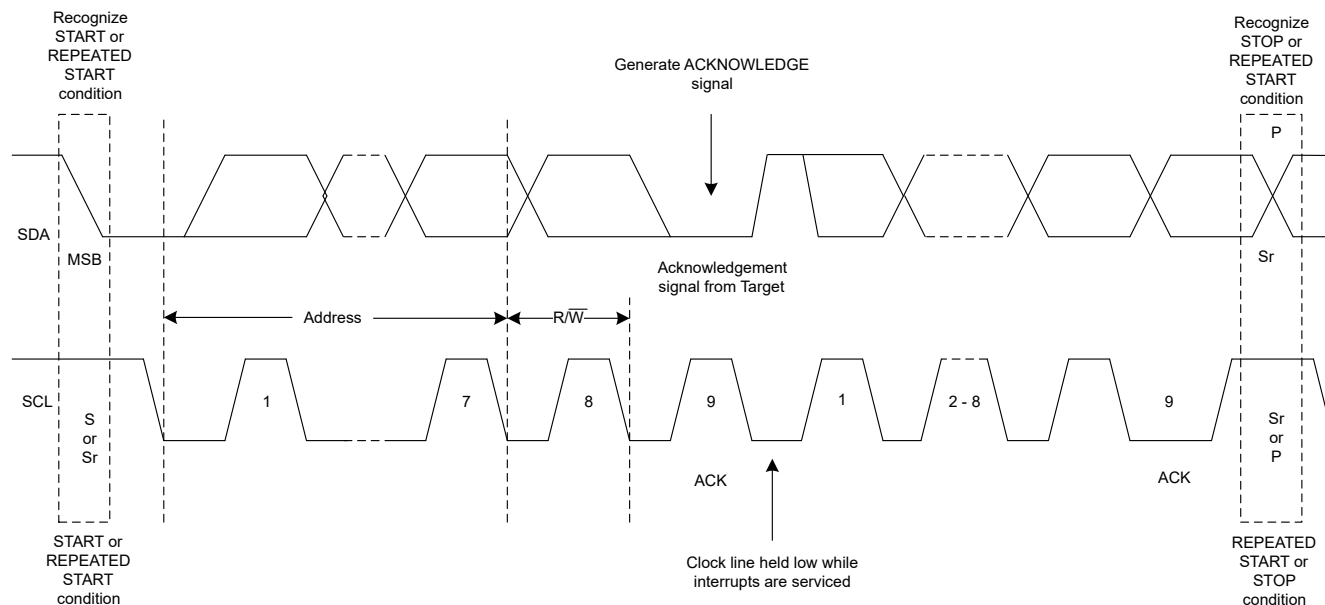 Recognize
START or
REPEATED
START
condition
Generate ACKNOWLEDGE
signal
Recognize
STOP or
REPEATED
START
condition
P
SDA
MSB
Acknowledgement
signal from Target
Sr
Address
R/W̅
SCL
S
or
Sr
1
7
8
9
1
2 - 8
9
Sr
or
P
ACK
ACK
START or
REPEATED
START
condition
Clock line held low while
interrupts are serviced
REPEATED
START or
STOP
condition